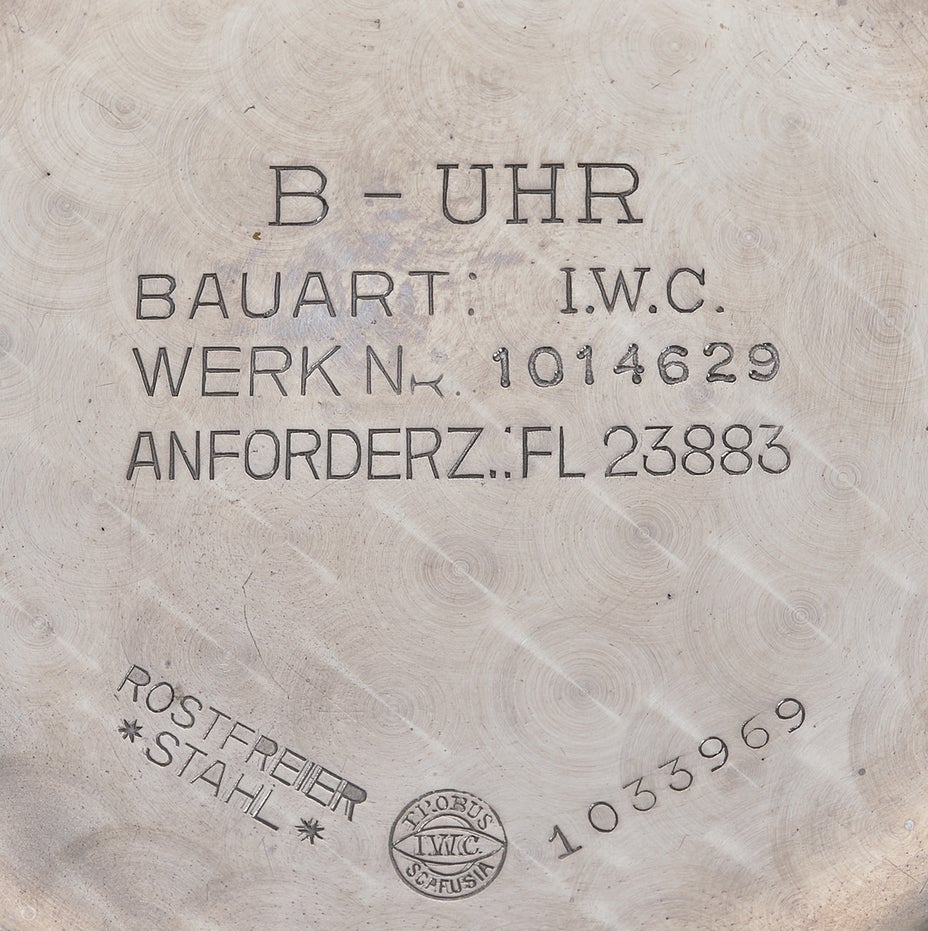 B - UHR
BAUART: I.W.C.
WERK Nr. 1014629
ANFORDERZ.: FL 23883
ROSTFREIER
*STAHL*
PROBUS
I.W.C.
SCAFUSIA
1033969